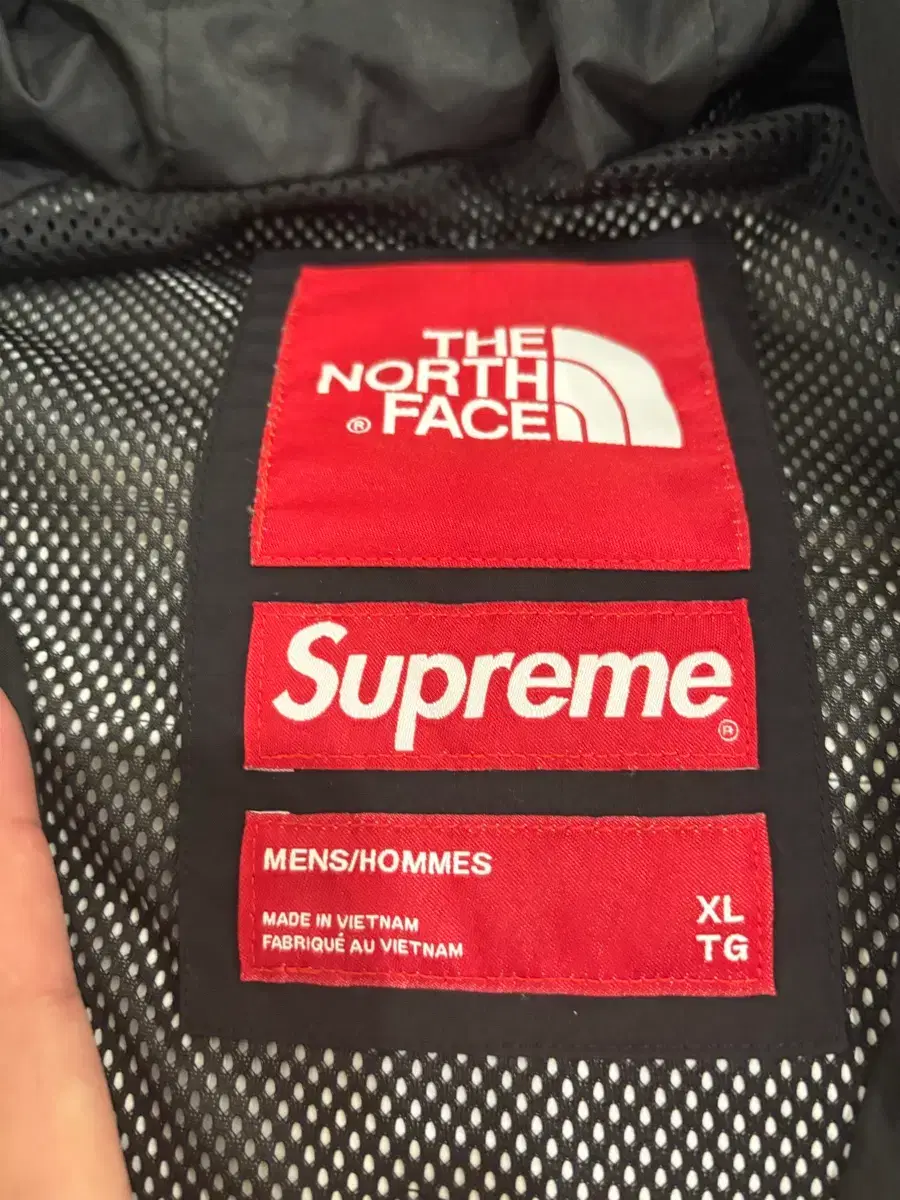 THE
NORTH
® FACE
Supreme®
MENS/HOMMES
MADE IN VIETNAM
FABRIQUÉ AU VIETNAM
XL
TG